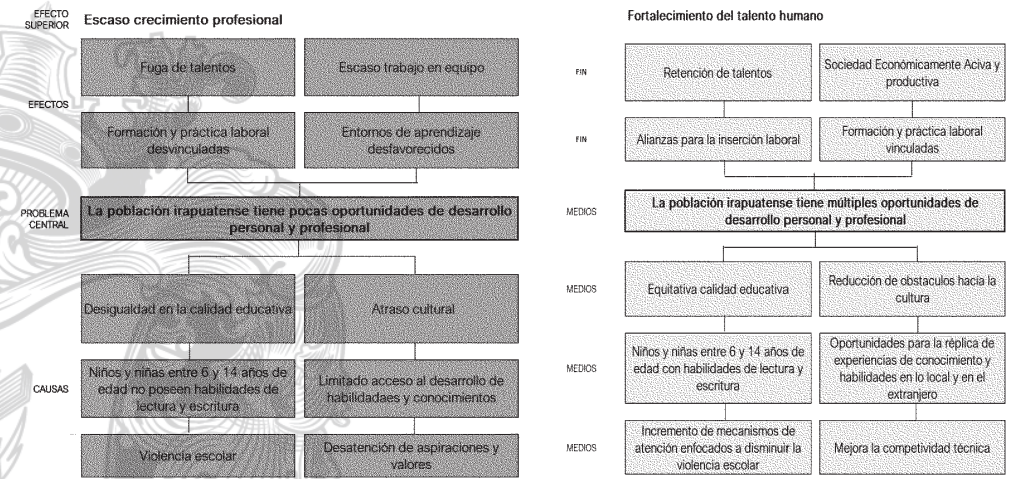 EFECTO
SUPERIOR
Escaso crecimiento profesional
Fuga de talentos
Escaso trabajo en equipo
EFECTOS
Formación y práctica laboral
desvinculadas
Entornos de aprendizaje
desfavorecidos
PROBLEMA
CENTRAL
La población irapuatense tiene pocas oportunidades de desarrollo
personal y profesional
Desigualdad en la calidad educativa
Atraso cultural
CAUSAS
Niños y niñas entre 6 y 14 años de
edad no poseen habilidades de
lectura y escritura
Limitado acceso al desarrollo de
habilidadaes y conocimientos
Violencia escolar
Desatención de aspiraciones y
valores
Fortalecimiento del talento humano
FIN
Retención de talentos
Sociedad Económicamente Aciva y
productiva
FIN
Alianzas para la inserción laboral
Formación y práctica laboral
vinculadas
MEDIOS
La población irapuatense tiene múltiples oportunidades de
desarrollo personal y profesional
MEDIOS
Equitativa calidad educativa
Reducción de obstaculos hacía la
cultura
MEDIOS
Niños y niñas entre 6 y 14 años de
edad con habilidades de lectura y
escritura
Oportunidades para la réplica de
experiencias de conocimiento y
habilidades en lo local y en el
extranjero
MEDIOS
Incremento de mecanismos de
atención enfocados a disminuir la
violencia escolar
Mejora la competividad técnica